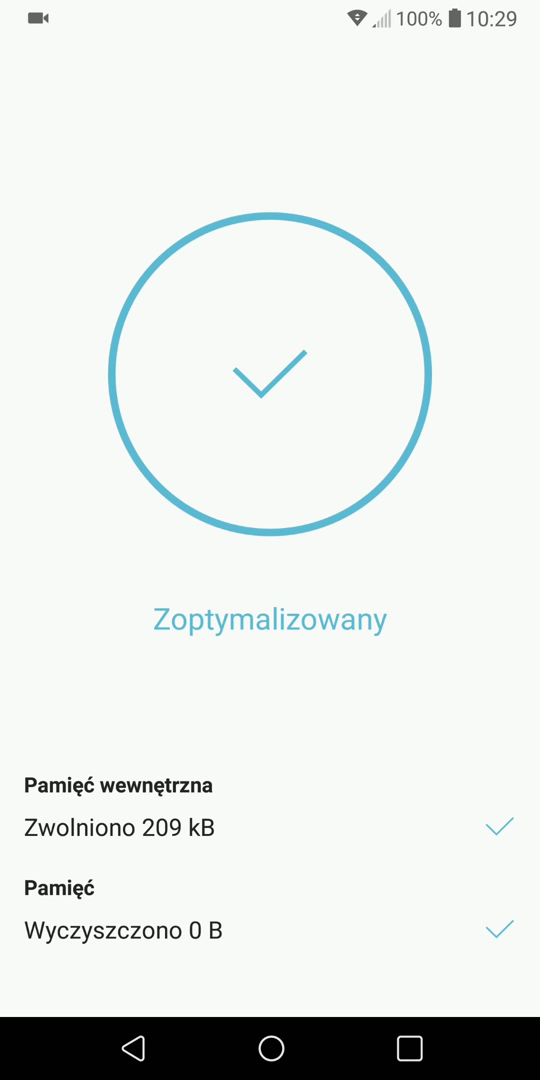 100% 10:29
Zoptymalizowany
Pamięć wewnętrzna
Zwolniono 209 kB
Pamięć
Wyczyszczono 0 B